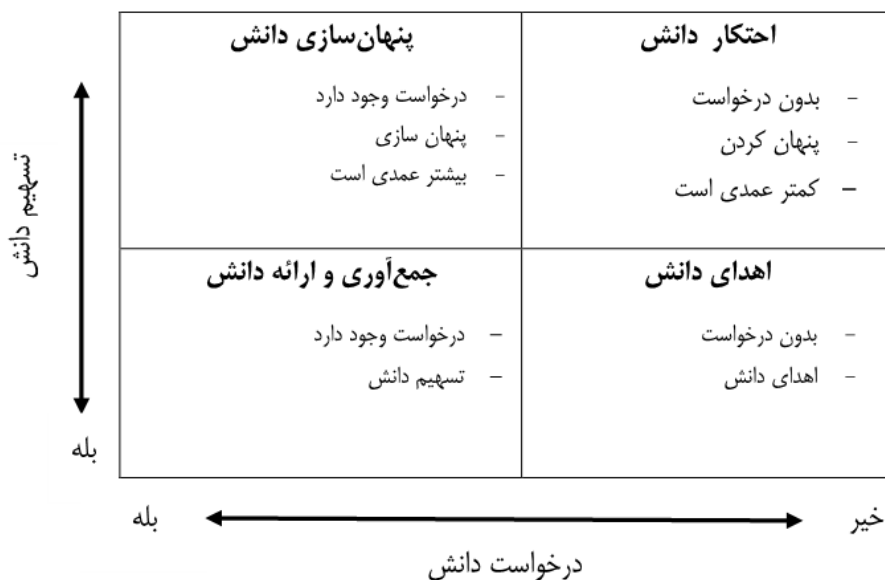 احتکار دانش
- بدون درخواست
- پنهان کردن
- کمتر عمدی است
پنهان‌سازی دانش
- درخواست وجود دارد
- پنهان سازی
- بیشتر عمدی است
اهدای دانش
- بدون درخواست
- اهدای دانش
جمع‌آوری و ارائه دانش
- درخواست وجود دارد
- تسهیم دانش
تسهیم دانش
بله
خیر
بله
درخواست دانش